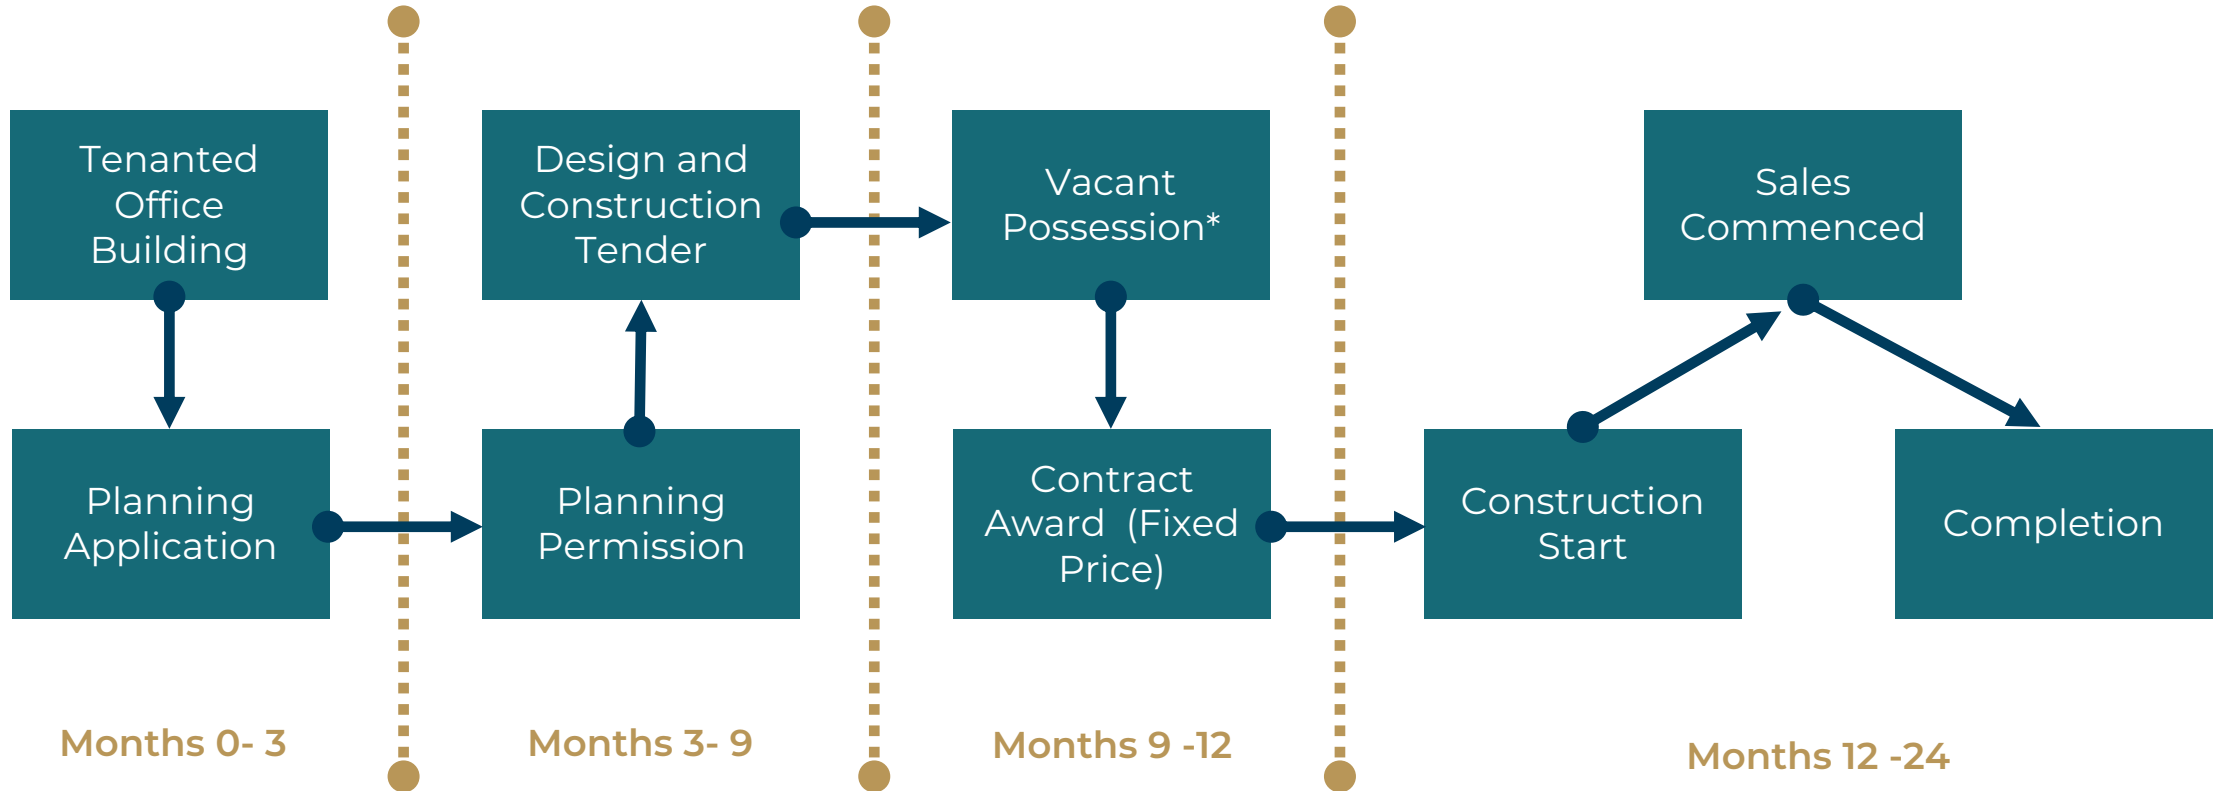 Tenanted
Office
Building
Planning
Application
Months 0- 3
Design and
Construction
Tender
Planning
Permission
Months 3- 9
Vacant
Possession*
Contract
Award  (Fixed
Price)
Months 9 -12
Sales
Commenced
Construction
Start
Completion
Months 12 -24